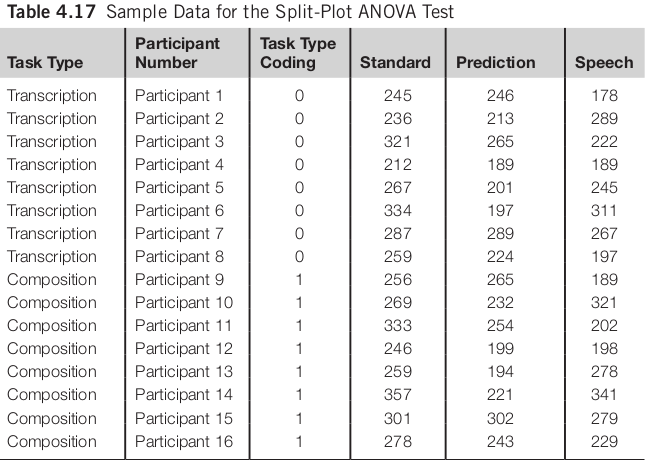 Table 4.17 Sample Data for the Split-Plot ANOVA Test
Task Type Participant Number Task Type Coding Standard Prediction Speech
Transcription Participant 1 0 245 246 178
Transcription Participant 2 0 236 213 289
Transcription Participant 3 0 321 265 222
Transcription Participant 4 0 212 189 189
Transcription Participant 5 0 267 201 245
Transcription Participant 6 0 334 197 311
Transcription Participant 7 0 287 289 267
Transcription Participant 8 0 259 224 197
Composition Participant 9 1 256 265 189
Composition Participant 10 1 269 232 321
Composition Participant 11 1 333 254 202
Composition Participant 12 1 246 199 198
Composition Participant 13 1 259 194 278
Composition Participant 14 1 357 221 341
Composition Participant 15 1 301 302 279
Composition Participant 16 1 278 243 229